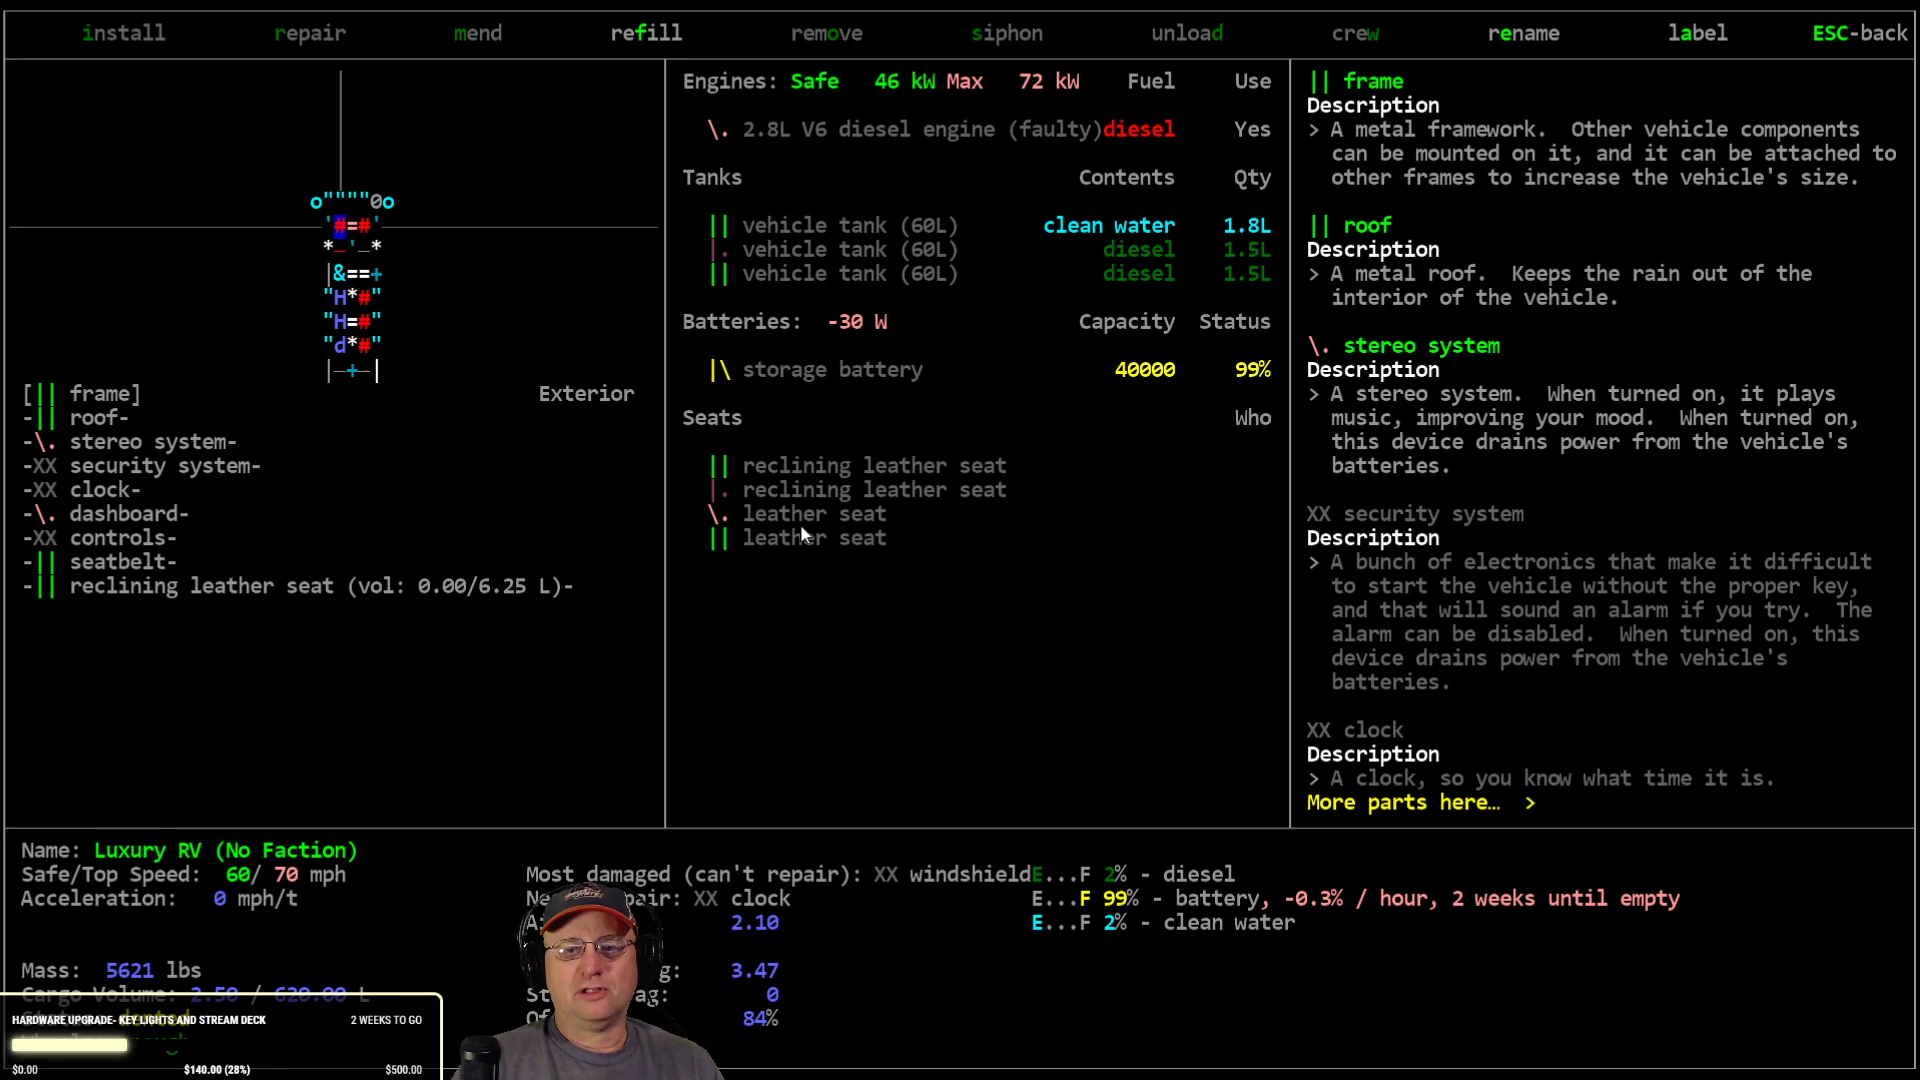 install repair mend refill remove siphon unload crew rename label ESC-back
Engines: Safe 46 kW Max 72 kW Fuel Use
\. 2.8L V6 diesel engine (faulty)diesel Yes
Tanks Contents Qty
|| vehicle tank (60L) clean water 1.8L
|. vehicle tank (60L) diesel 1.5L
|| vehicle tank (60L) diesel 1.5L
Batteries: -30 W Capacity Status
|\ storage battery 40000 99%
Seats Who
|| reclining leather seat
|. reclining leather seat
\. leather seat
|| leather seat
o""""0o
'#=#'
*_'_*
|&==+
"H*#"
"H=#"
"d*#"
|—+—|
[|| frame] Exterior
-|| roof-
-\. stereo system-
-XX security system-
-XX clock-
-\. dashboard-
-XX controls-
-|| seatbelt-
-|| reclining leather seat (vol: 0.00/6.25 L)-
|| frame
Description
> A metal framework.  Other vehicle components
can be mounted on it, and it can be attached to
other frames to increase the vehicle's size.
|| roof
Description
> A metal roof.  Keeps the rain out of the
interior of the vehicle.
\. stereo system
Description
> A stereo system.  When turned on, it plays
music, improving your mood.  When turned on,
this device drains power from the vehicle's
batteries.
XX security system
Description
> A bunch of electronics that make it difficult
to start the vehicle without the proper key,
and that will sound an alarm if you try.  The
alarm can be disabled.  When turned on, this
device drains power from the vehicle's
batteries.
XX clock
Description
> A clock, so you know what time it is.
More parts here… >
Name: Luxury RV (No Faction)
Safe/Top Speed: 60/ 70 mph
Acceleration: 0 mph/t
Mass: 5621 lbs
Cargo Volume: 2.50 / 620.00 L
Most damaged (can't repair): XX windshield
XX clock
2.10
3.47
0
84%
E...F 2% - diesel
E...F 99% - battery, -0.3% / hour, 2 weeks until empty
E...F 2% - clean water
HARDWARE UPGRADE- KEY LIGHTS AND STREAM DECK 2 WEEKS TO GO
$0.00 $140.00 (28%) $500.00